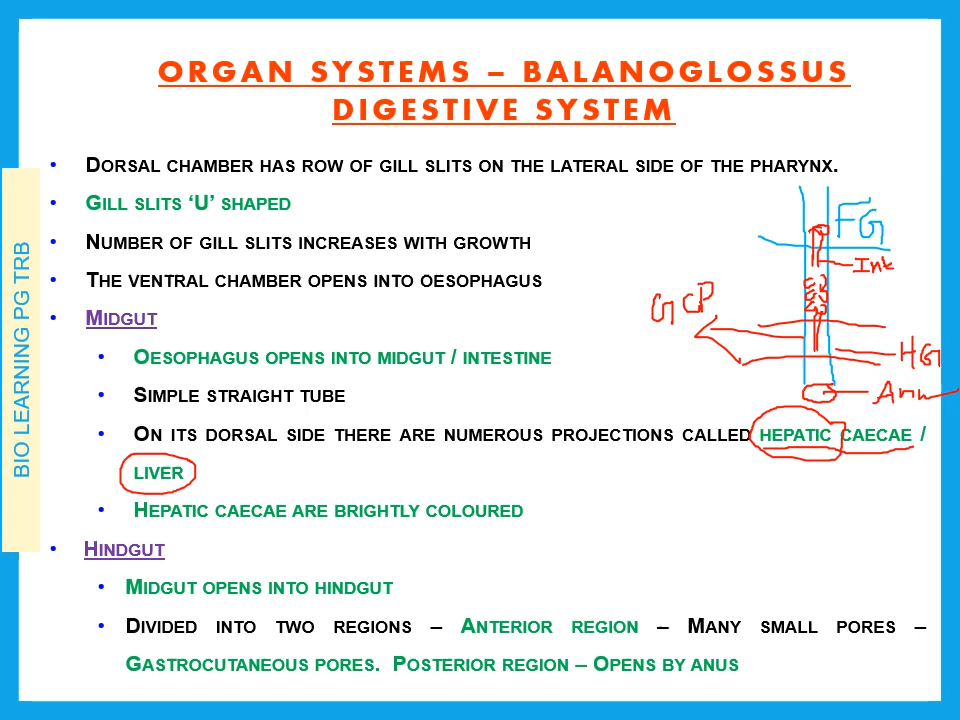 ORGAN SYSTEMS – BALANOGLOSSUS
DIGESTIVE SYSTEM
BIO LEARNING PG TRB
• DORSAL CHAMBER HAS ROW OF GILL SLITS ON THE LATERAL SIDE OF THE PHARYNX.
• GILL SLITS ‘U’ SHAPED
• NUMBER OF GILL SLITS INCREASES WITH GROWTH
• THE VENTRAL CHAMBER OPENS INTO OESOPHAGUS
• MIDGUT
• OESOPHAGUS OPENS INTO MIDGUT / INTESTINE
• SIMPLE STRAIGHT TUBE
• ON ITS DORSAL SIDE THERE ARE NUMEROUS PROJECTIONS CALLED HEPATIC CAECAE /
LIVER
• HEPATIC CAECAE ARE BRIGHTLY COLOURED
• HINDGUT
• MIDGUT OPENS INTO HINDGUT
• DIVIDED INTO TWO REGIONS – ANTERIOR REGION – MANY SMALL PORES –
GASTROCUTANEOUS PORES. POSTERIOR REGION – OPENS BY ANUS
FG
Int
GCP
HG